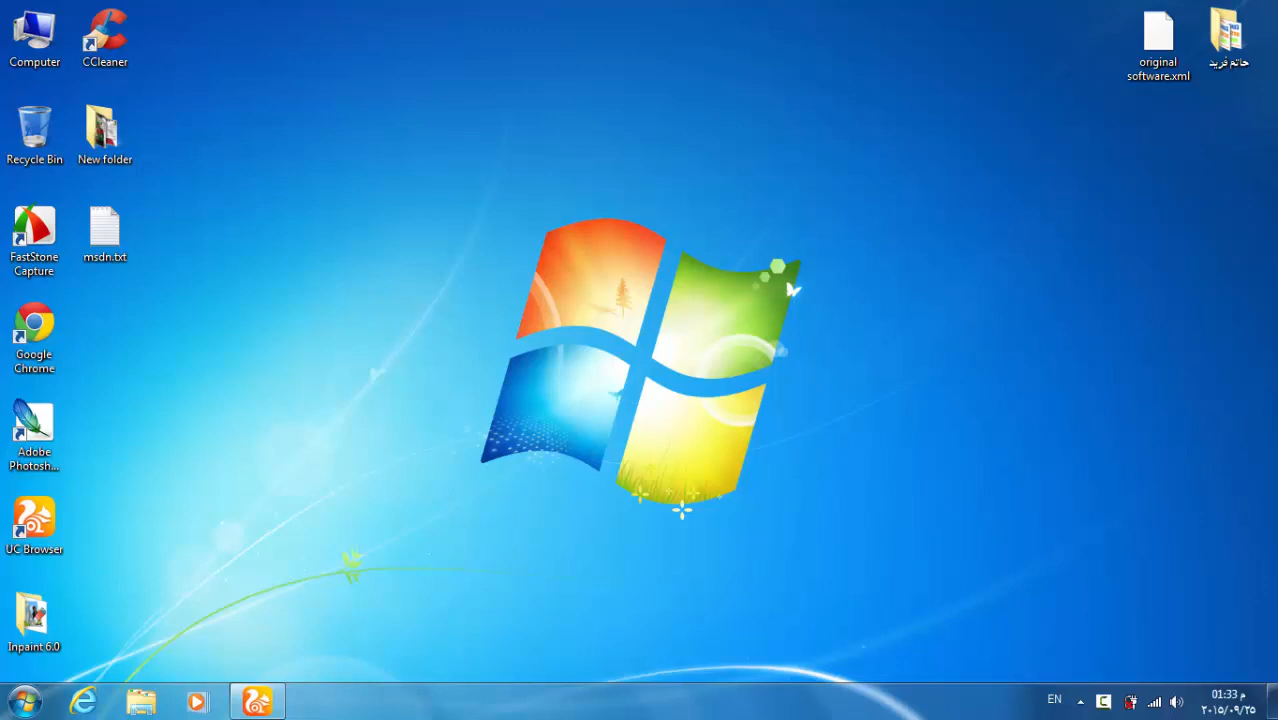 Computer
CCleaner
Recycle Bin
New folder
FastStone
Capture
msdn.txt
Google
Chrome
Adobe
Photosh...
UC Browser
Inpaint 6.0
original
software.xml
حاتم فريد
EN
01:33 م
٢٠١٥/٠٩/٢٥